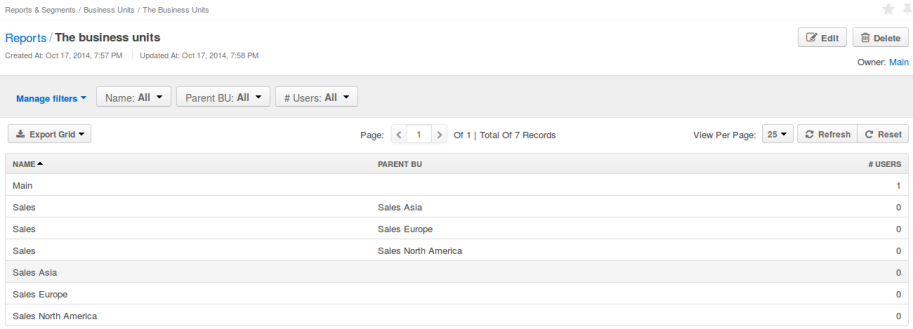 Reports & Segments / Business Units / The Business Units
Reports / The business units
Edit
Delete
Created At: Oct 17, 2014, 7:57 PM Updated At: Oct 17, 2014, 7:58 PM
Owner: Main
Manage filters Name: All Parent BU: All # Users: All
Export Grid Page: < 1 > Of 1 | Total Of 7 Records View Per Page: 25 Refresh Reset
NAME PARENT BU # USERS
Main 1
Sales Sales Asia 0
Sales Sales Europe 0
Sales Sales North America 0
Sales Asia 0
Sales Europe 0
Sales North America 0